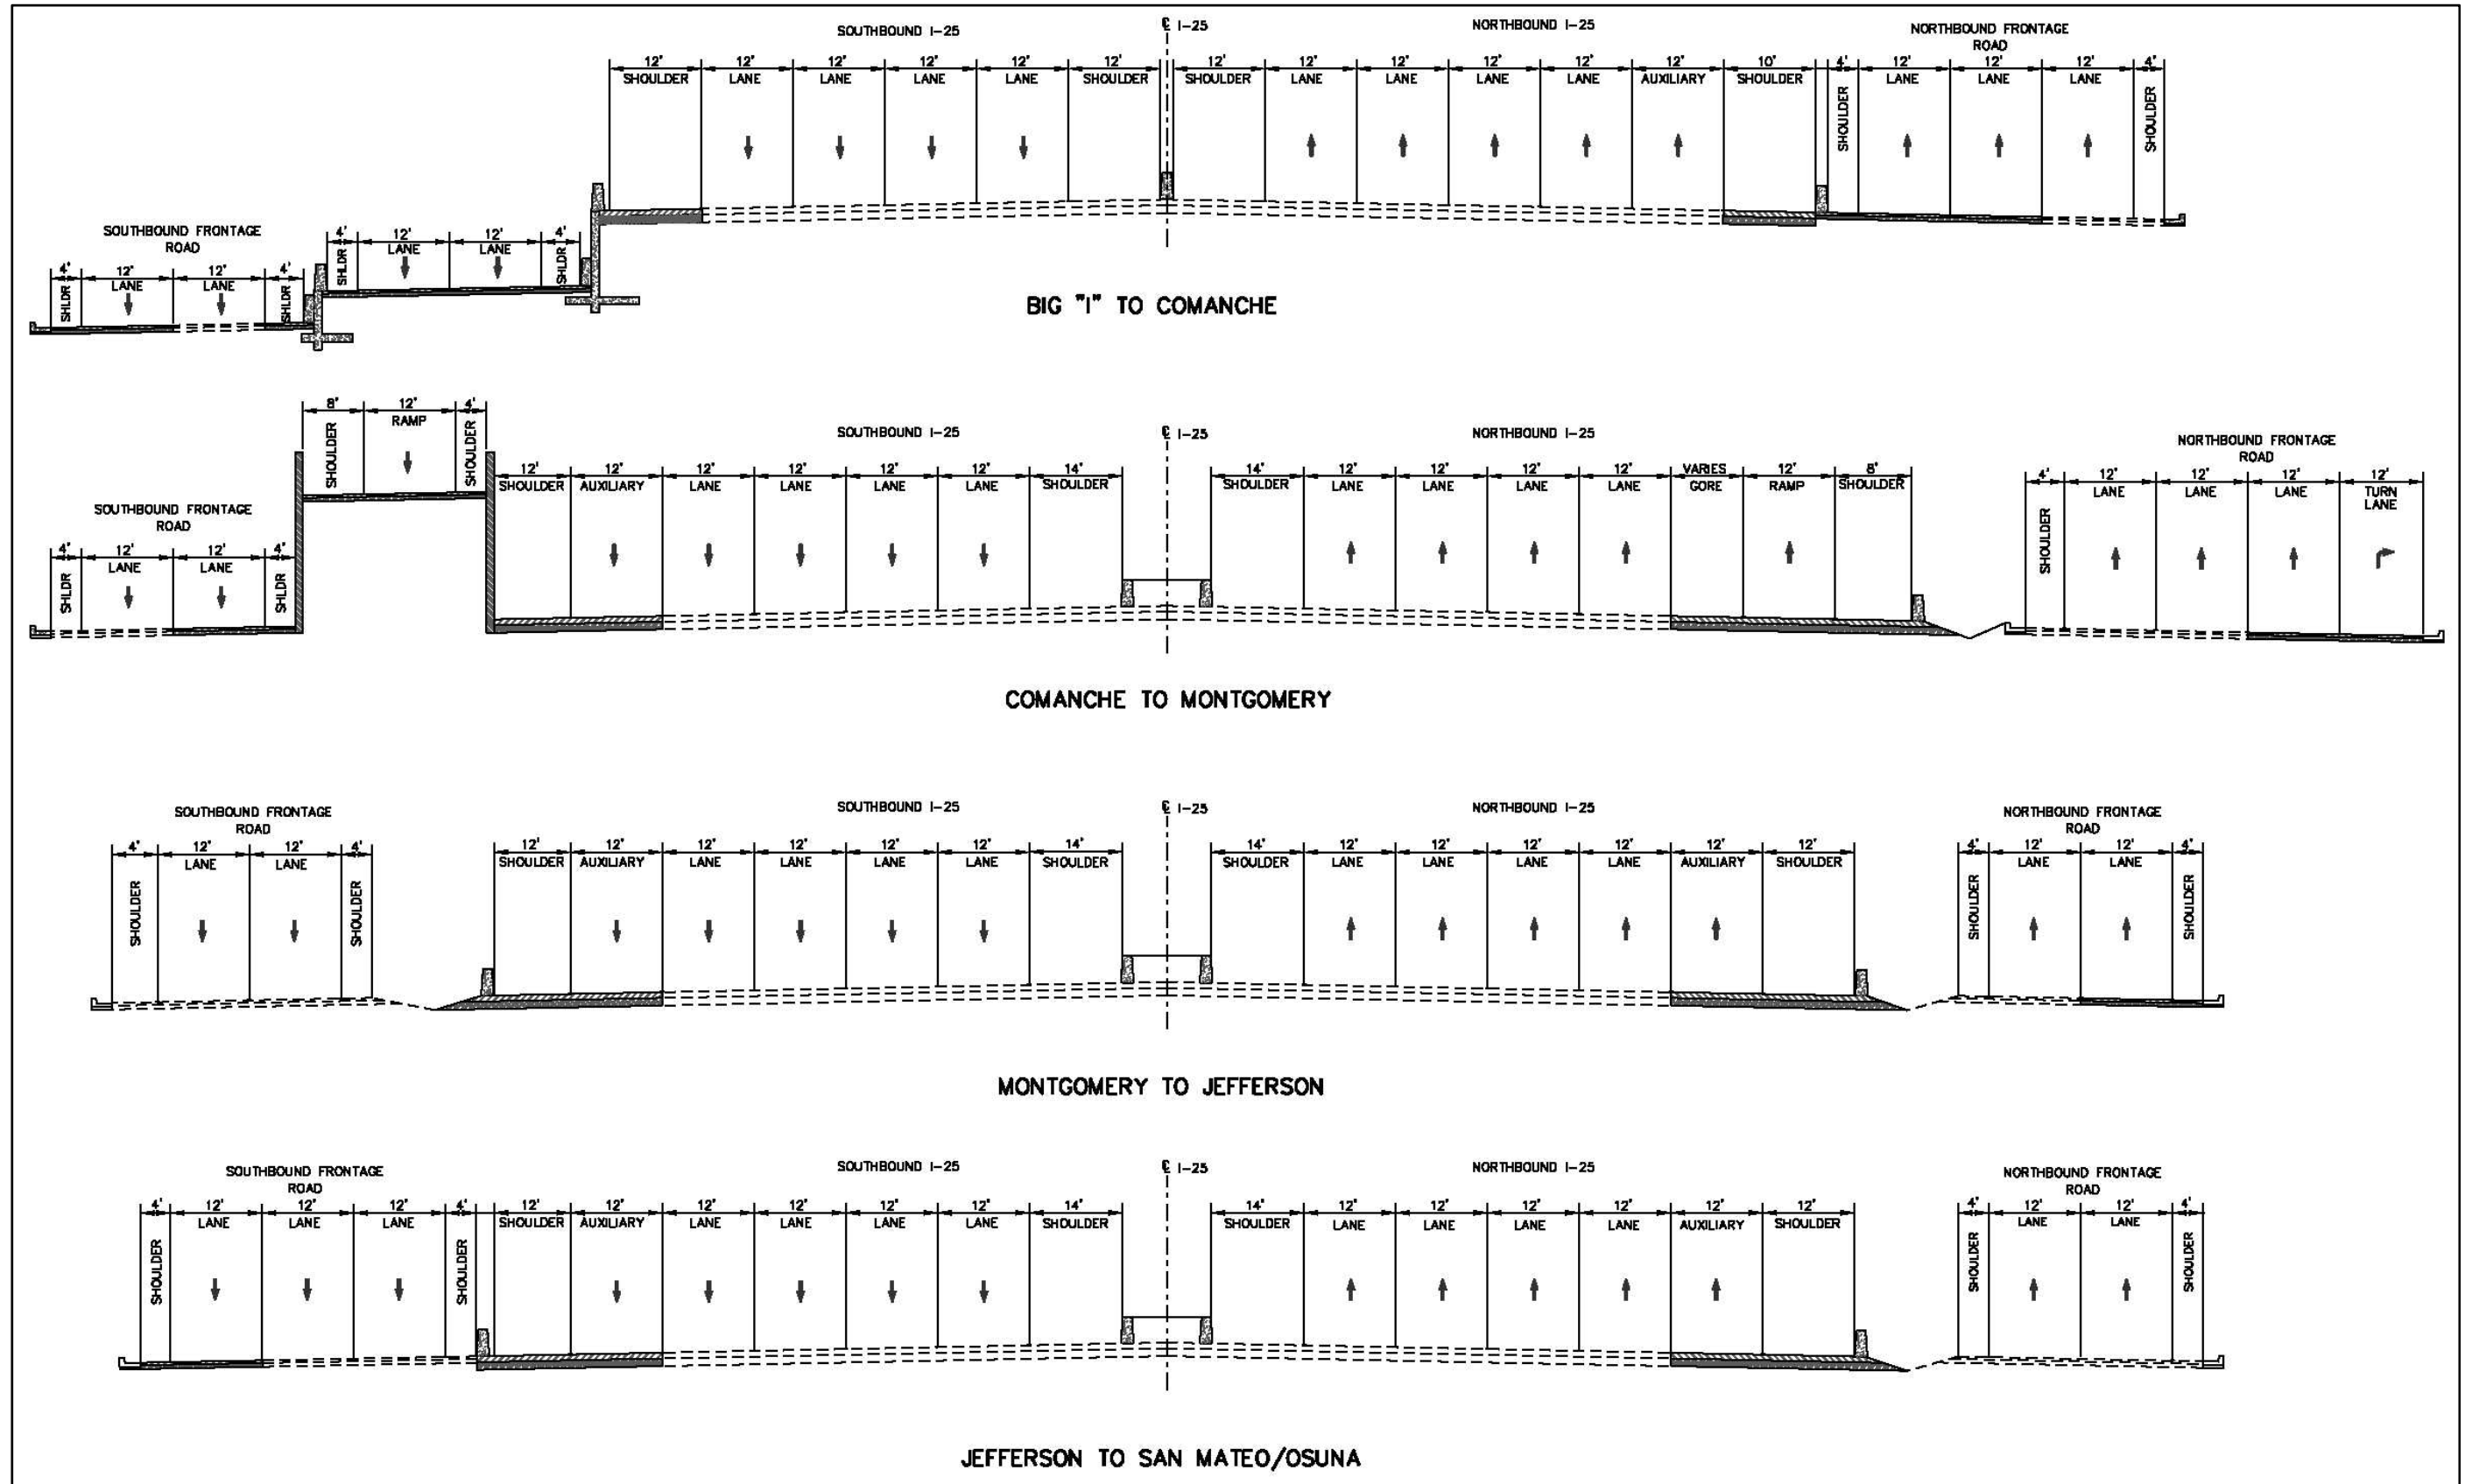 SOUTHBOUND I-25
℄ I-25
NORTHBOUND I-25
NORTHBOUND FRONTAGE
ROAD
12' 12' 12' 12' 12' 12' 12' 12' 12' 12' 12' 12' 10' 4' 12' 12' 12' 4'
SHOULDER LANE LANE LANE LANE SHOULDER SHOULDER LANE LANE LANE LANE AUXILIARY SHOULDER SHOULDER LANE LANE LANE SHOULDER
SOUTHBOUND FRONTAGE
ROAD
4' 12' 12' 4'
SHLDR LANE LANE SHLDR
4' 12' 12' 4'
SHLDR LANE LANE SHLDR
BIG "I" TO COMANCHE
8' 12' 4'
SHOULDER RAMP SHOULDER
SOUTHBOUND I-25
℄ I-25
NORTHBOUND I-25
NORTHBOUND FRONTAGE
ROAD
12' 12' 12' 12' 12' 12' 14' 14' 12' 12' 12' 12' VARIES 12' 8'
SHOULDER AUXILIARY LANE LANE LANE LANE SHOULDER SHOULDER LANE LANE LANE LANE GORE RAMP SHOULDER
4' 12' 12' 12' 12'
SHOULDER LANE LANE LANE TURN
LANE
SOUTHBOUND FRONTAGE
ROAD
4' 12' 12' 4'
SHLDR LANE LANE SHLDR
COMANCHE TO MONTGOMERY
SOUTHBOUND FRONTAGE
ROAD
SOUTHBOUND I-25
℄ I-25
NORTHBOUND I-25
NORTHBOUND FRONTAGE
ROAD
4' 12' 12' 4' 12' 12' 12' 12' 12' 12' 14' 14' 12' 12' 12' 12' 12' 12' 4' 12' 12' 4'
SHOULDER LANE LANE SHOULDER SHOULDER AUXILIARY LANE LANE LANE LANE SHOULDER SHOULDER LANE LANE LANE LANE AUXILIARY SHOULDER SHOULDER LANE LANE SHOULDER
MONTGOMERY TO JEFFERSON
SOUTHBOUND FRONTAGE
ROAD
SOUTHBOUND I-25
℄ I-25
NORTHBOUND I-25
NORTHBOUND FRONTAGE
ROAD
4' 12' 12' 12' 4' 12' 12' 12' 12' 12' 12' 14' 14' 12' 12' 12' 12' 12' 12' 4' 12' 12' 4'
SHOULDER LANE LANE LANE SHOULDER SHOULDER AUXILIARY LANE LANE LANE LANE SHOULDER SHOULDER LANE LANE LANE LANE AUXILIARY SHOULDER SHOULDER LANE LANE SHOULDER
JEFFERSON TO SAN MATEO/OSUNA